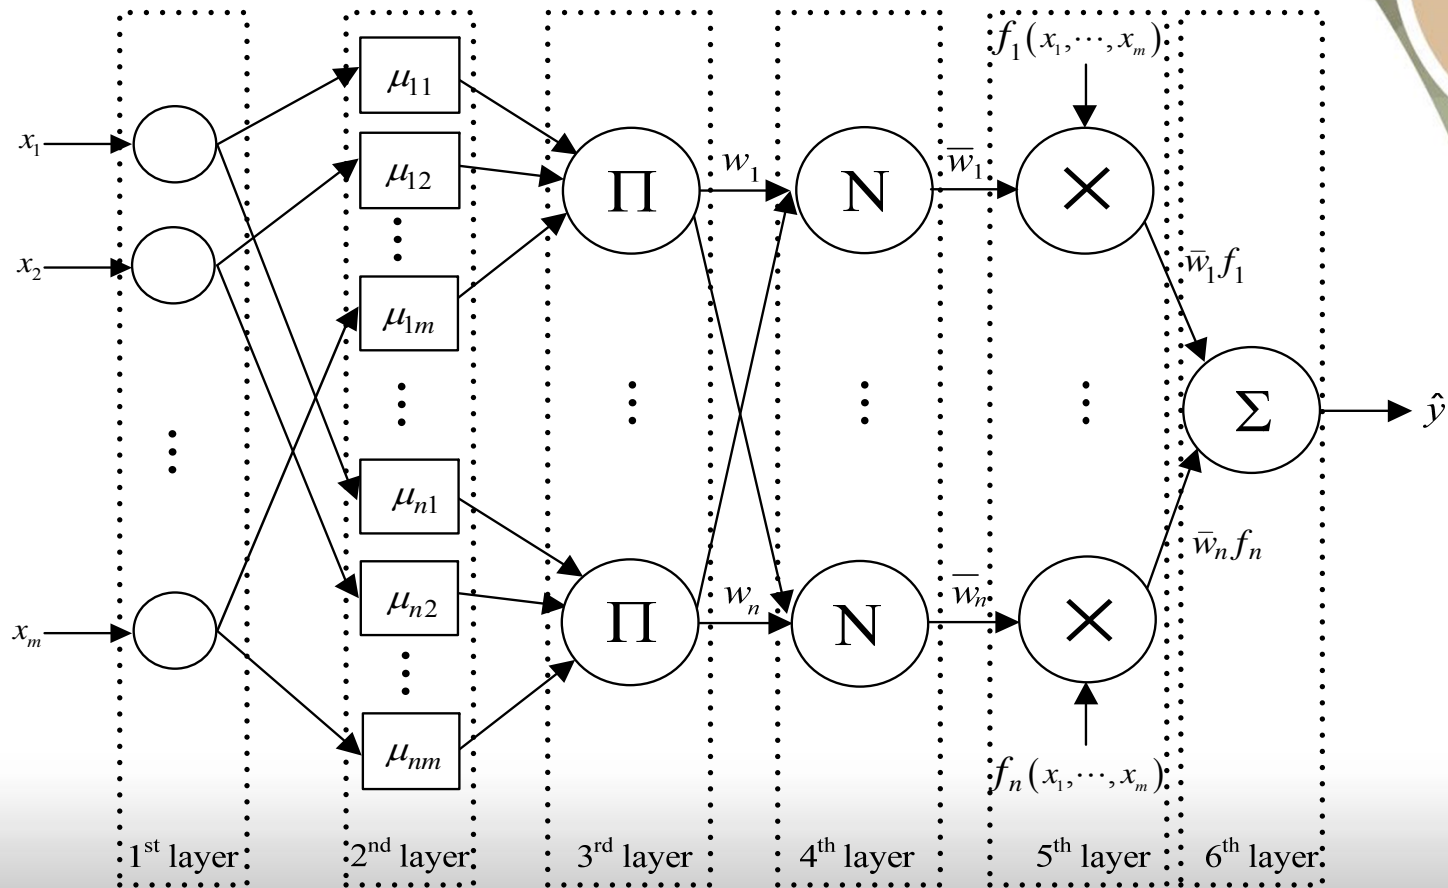 f₁(x₁,⋯,xₘ)
μ₁₁
x₁
μ₁₂
Π
w₁
N
w̄₁
×
x₂
w̄₁f₁
μ₁ₘ
Σ
ŷ
μₙ₁
w̄ₙfₙ
μₙ₂
xₘ
Π
wₙ
N
w̄ₙ
×
μₙₘ
fₙ(x₁,⋯,xₘ)
1st layer
2nd layer
3rd layer
4th layer
5th layer
6th layer